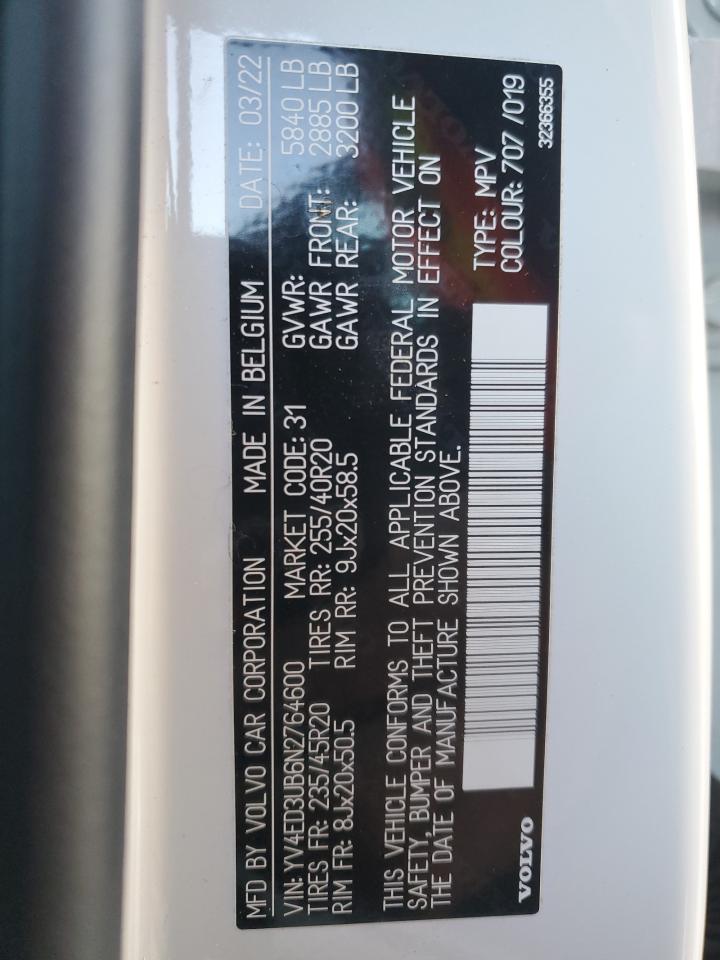 MFD BY VOLVO CAR CORPORATION MADE IN BELGIUM DATE: 03/22
VIN: YV4ED3UB6N2764600 MARKET CODE: 31 GVWR: 5840 LB
TIRES FR: 235/45R20 TIRES RR: 255/40R20 GAWR FRONT: 2885 LB
RIM FR: 8Jx20x50.5 RIM RR: 9Jx20x58.5 GAWR REAR: 3200 LB
THIS VEHICLE CONFORMS TO ALL APPLICABLE FEDERAL MOTOR VEHICLE
SAFETY, BUMPER AND THEFT PREVENTION STANDARDS IN EFFECT ON
THE DATE OF MANUFACTURE SHOWN ABOVE.
TYPE: MPV
COLOUR: 707 /019
VOLVO
32366355